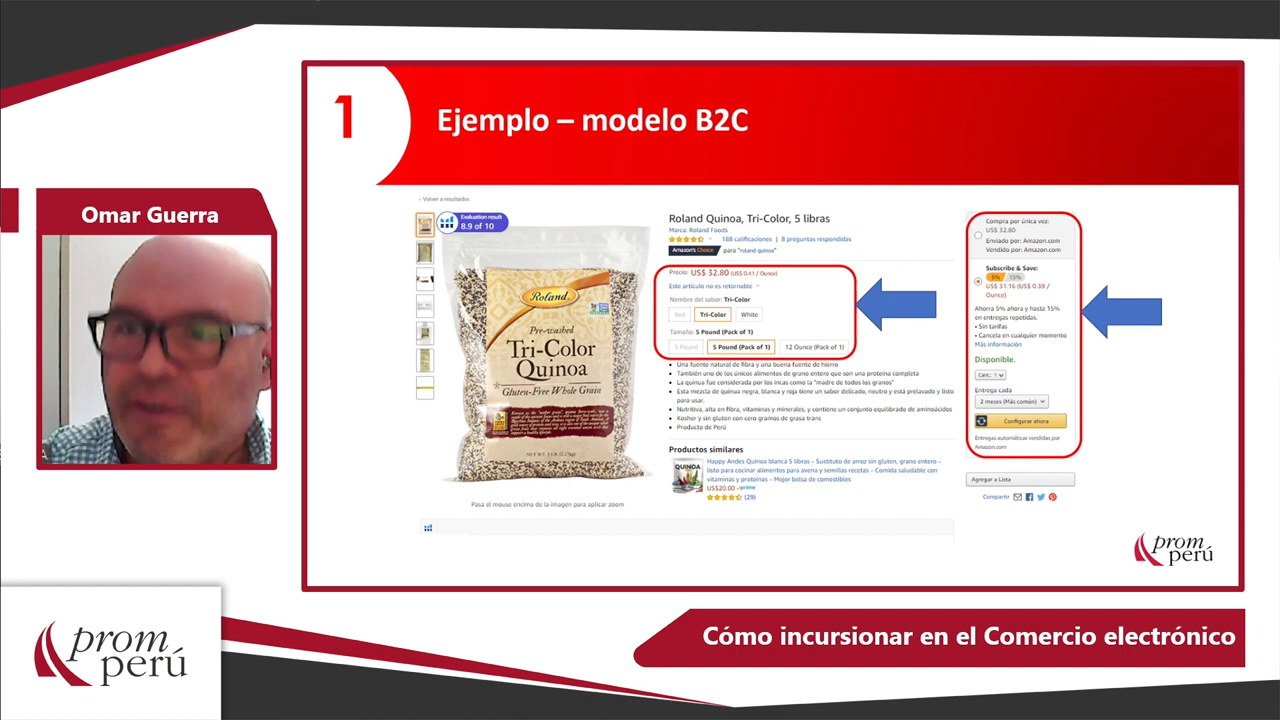 Omar Guerra
1
Ejemplo – modelo B2C
‹ Volver a resultados
Evaluation result
8.9 of 10
Roland
Pre-washed
Tri-Color
Quinoa
Gluten-Free Whole Grain
Pasa el mouse encima de la imagen para aplicar zoom
Roland Quinoa, Tri-Color, 5 libras
Marca: Roland Foods
188 calificaciones | 8 preguntas respondidas
Amazon's Choice para "roland quinoa"
Precio: US$ 32.80 (US$ 0.41 / Ounce)
Este artículo no es retornable
Nombre del sabor: Tri-Color
Red Tri-Color White
Tamaño: 5 Pound (Pack of 1)
5 Pound 5 Pound (Pack of 1) 12 Ounce (Pack of 1)
• Una fuente natural de fibra y una buena fuente de hierro
• También uno de los únicos alimentos de grano entero que son una proteína completa
• La quinua fue considerada por los incas como la "madre de todos los granos"
• Esta mezcla de quinua negra, blanca y roja tiene un sabor delicado, neutro y está prelavado y listo
para usar.
• Nutritiva, alta en fibra, vitaminas y minerales, y contiene un conjunto equilibrado de aminoácidos
• Kosher y sin gluten con cero gramos de grasa trans
• Producto de Perú
Productos similares
QUINOA
Happy Andes Quinoa blanca 5 libras – Sustituto de arroz sin gluten, grano entero –
listo para cocinar alimentos para avena y semillas recetas – Comida saludable con
vitaminas y proteínas – Mejor bolsa de comestibles
US$20.00 prime
(29)
Compra por única vez:
US$ 32.80
Enviado por: Amazon.com
Vendido por: Amazon.com
Subscribe & Save:
5% 15%
US$ 31.16 (US$ 0.39 /
Ounce)
Ahorra 5% ahora y hasta 15%
en entregas repetidas.
• Sin tarifas
• Cancela en cualquier momento
Más información
Disponible.
Cant.: 1
Entrega cada
2 meses (Más común)
Configurar ahora
Entregas automáticas vendidas por
Amazon.com
Agregar a Lista
Compartir
prom
perú
Cómo incursionar en el Comercio electrónico
prom
perú